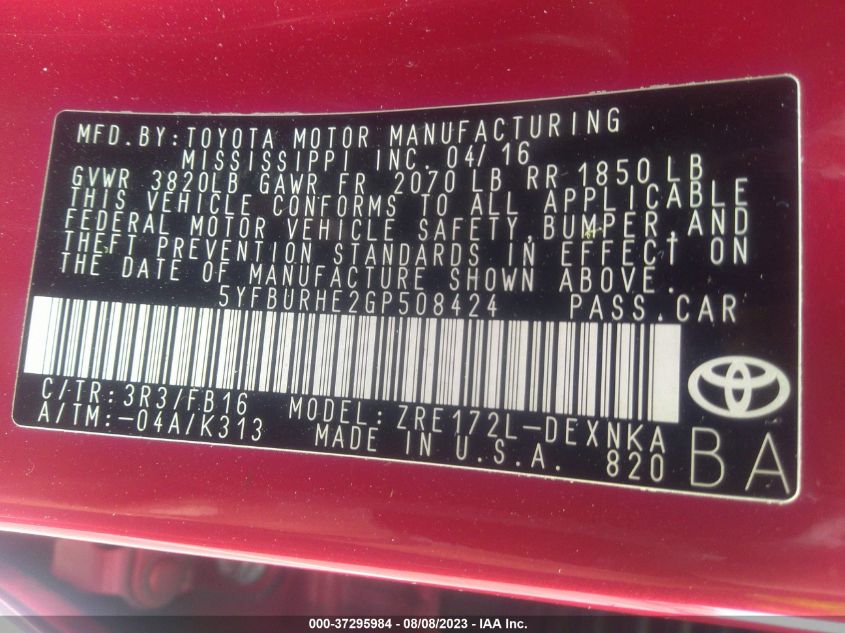 MFD.BY:TOYOTA MOTOR MANUFACTURING
MISSISSIPPI INC. 04/16
GVWR 3820LB GAWR FR 2070 LB RR 1850 LB
THIS VEHICLE CONFORMS TO ALL APPLICABLE
FEDERAL MOTOR VEHICLE SAFETY,BUMPER,AND
THEFT PREVENTION STANDARDS IN EFFECT ON
THE DATE OF MANUFACTURE SHOWN ABOVE.
5YFBURHE2GP508424 PASS.CAR
C/TR:3R3/FB16 MODEL:ZRE172L-DEXNKA
A/TM:-04A/K313 MADE IN U.S.A. 820
BA
000-37295984 - 08/08/2023 - IAA Inc.